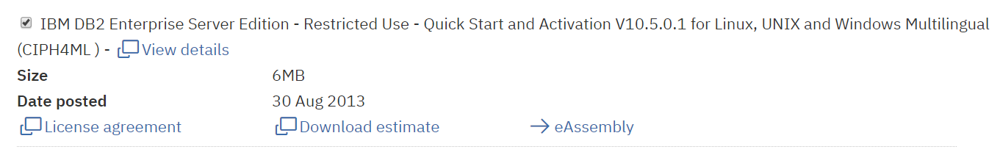 IBM DB2 Enterprise Server Edition - Restricted Use - Quick Start and Activation V10.5.0.1 for Linux, UNIX and Windows Multilingual
(CIPH4ML ) - View details
Size 6MB
Date posted 30 Aug 2013
License agreement Download estimate eAssembly